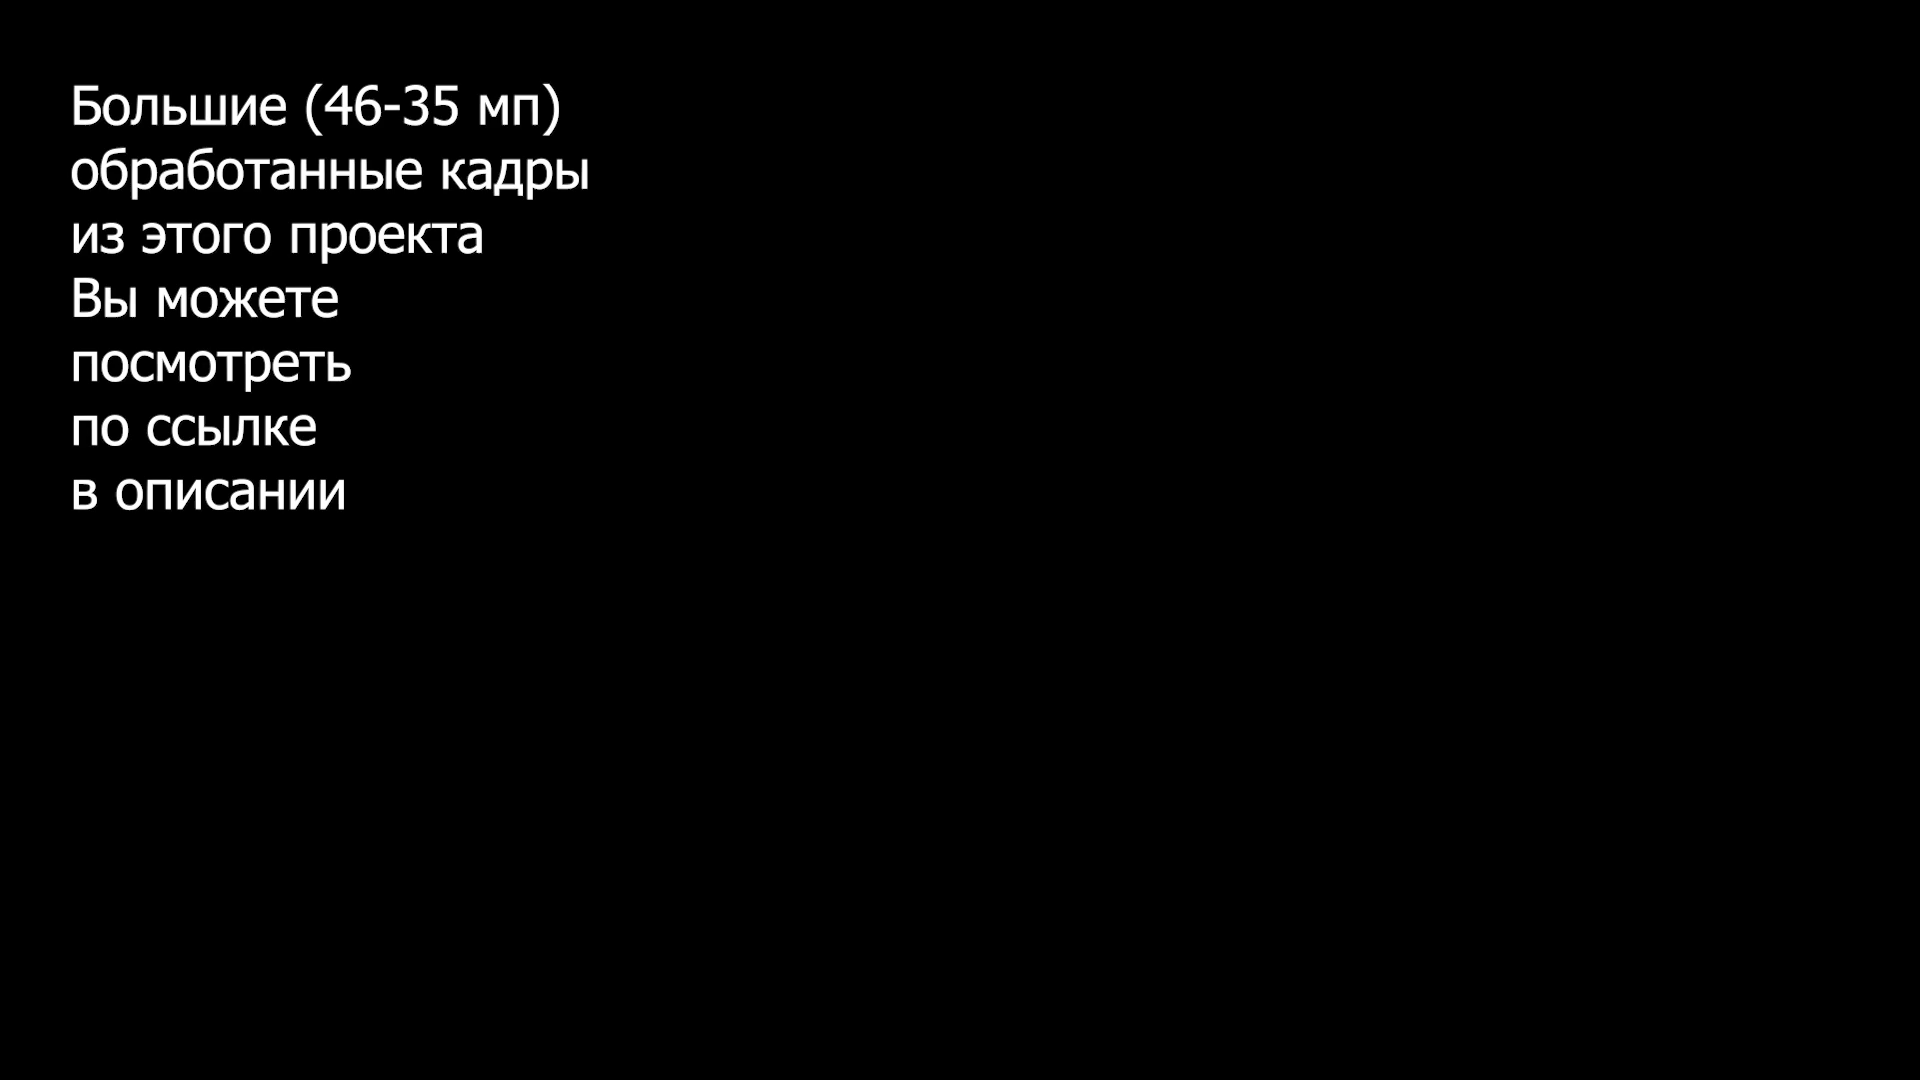 Большие (46-35 мп)
обработанные кадры
из этого проекта
Вы можете
посмотреть
по ссылке
в описании